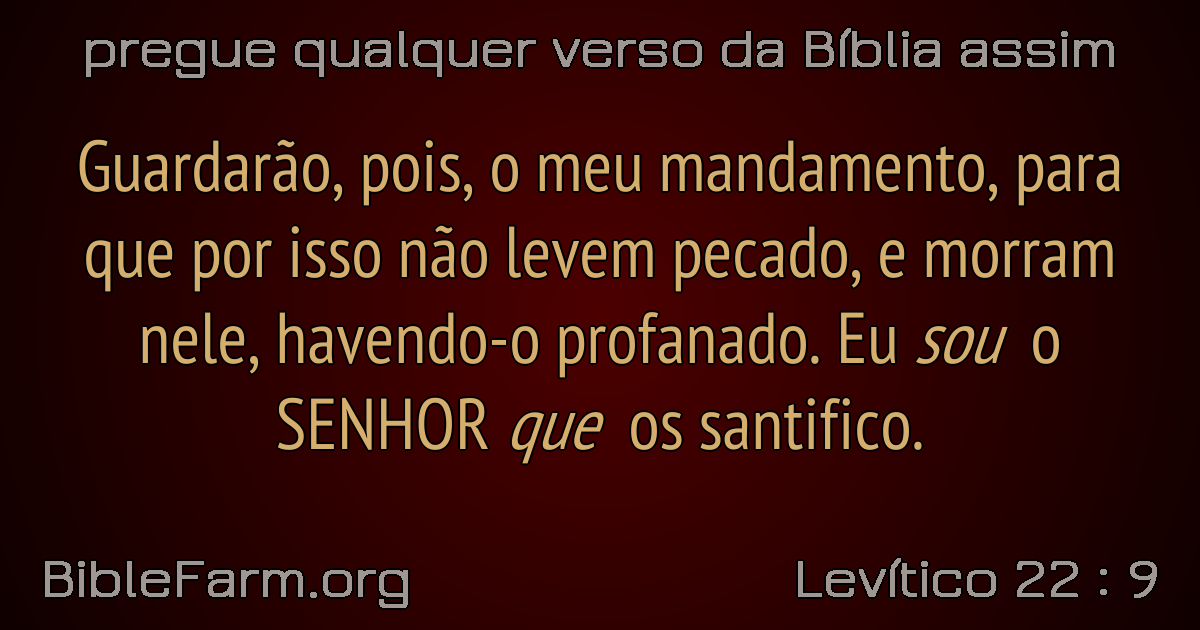 pregue qualquer verso da Bíblia assim
Guardarão, pois, o meu mandamento, para
que por isso não levem pecado, e morram
nele, havendo-o profanado. Eu sou o
SENHOR que os santifico.
BibleFarm.org
Levítico 22 : 9